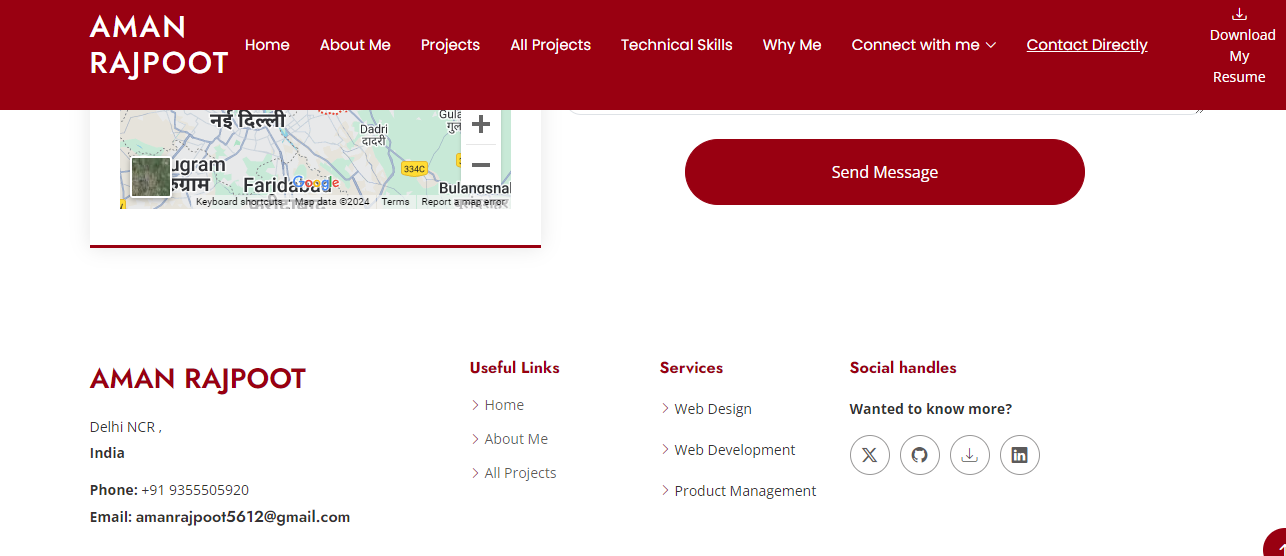 AMAN
RAJPOOT
Home About Me Projects All Projects Technical Skills Why Me Connect with me Contact Directly
Download
My
Resume
नई दिल्ली
Dadri
दादरी
ugram
Faridabad
334C
Google
Bulandsha
Keyboard shortcuts Map data ©2024 Terms Report a map error
Send Message
AMAN RAJPOOT
Delhi NCR ,
India
Phone: +91 9355505920
Email: amanrajpoot5612@gmail.com
Useful Links
Home
About Me
All Projects
Services
Web Design
Web Development
Product Management
Social handles
Wanted to know more?
X
in